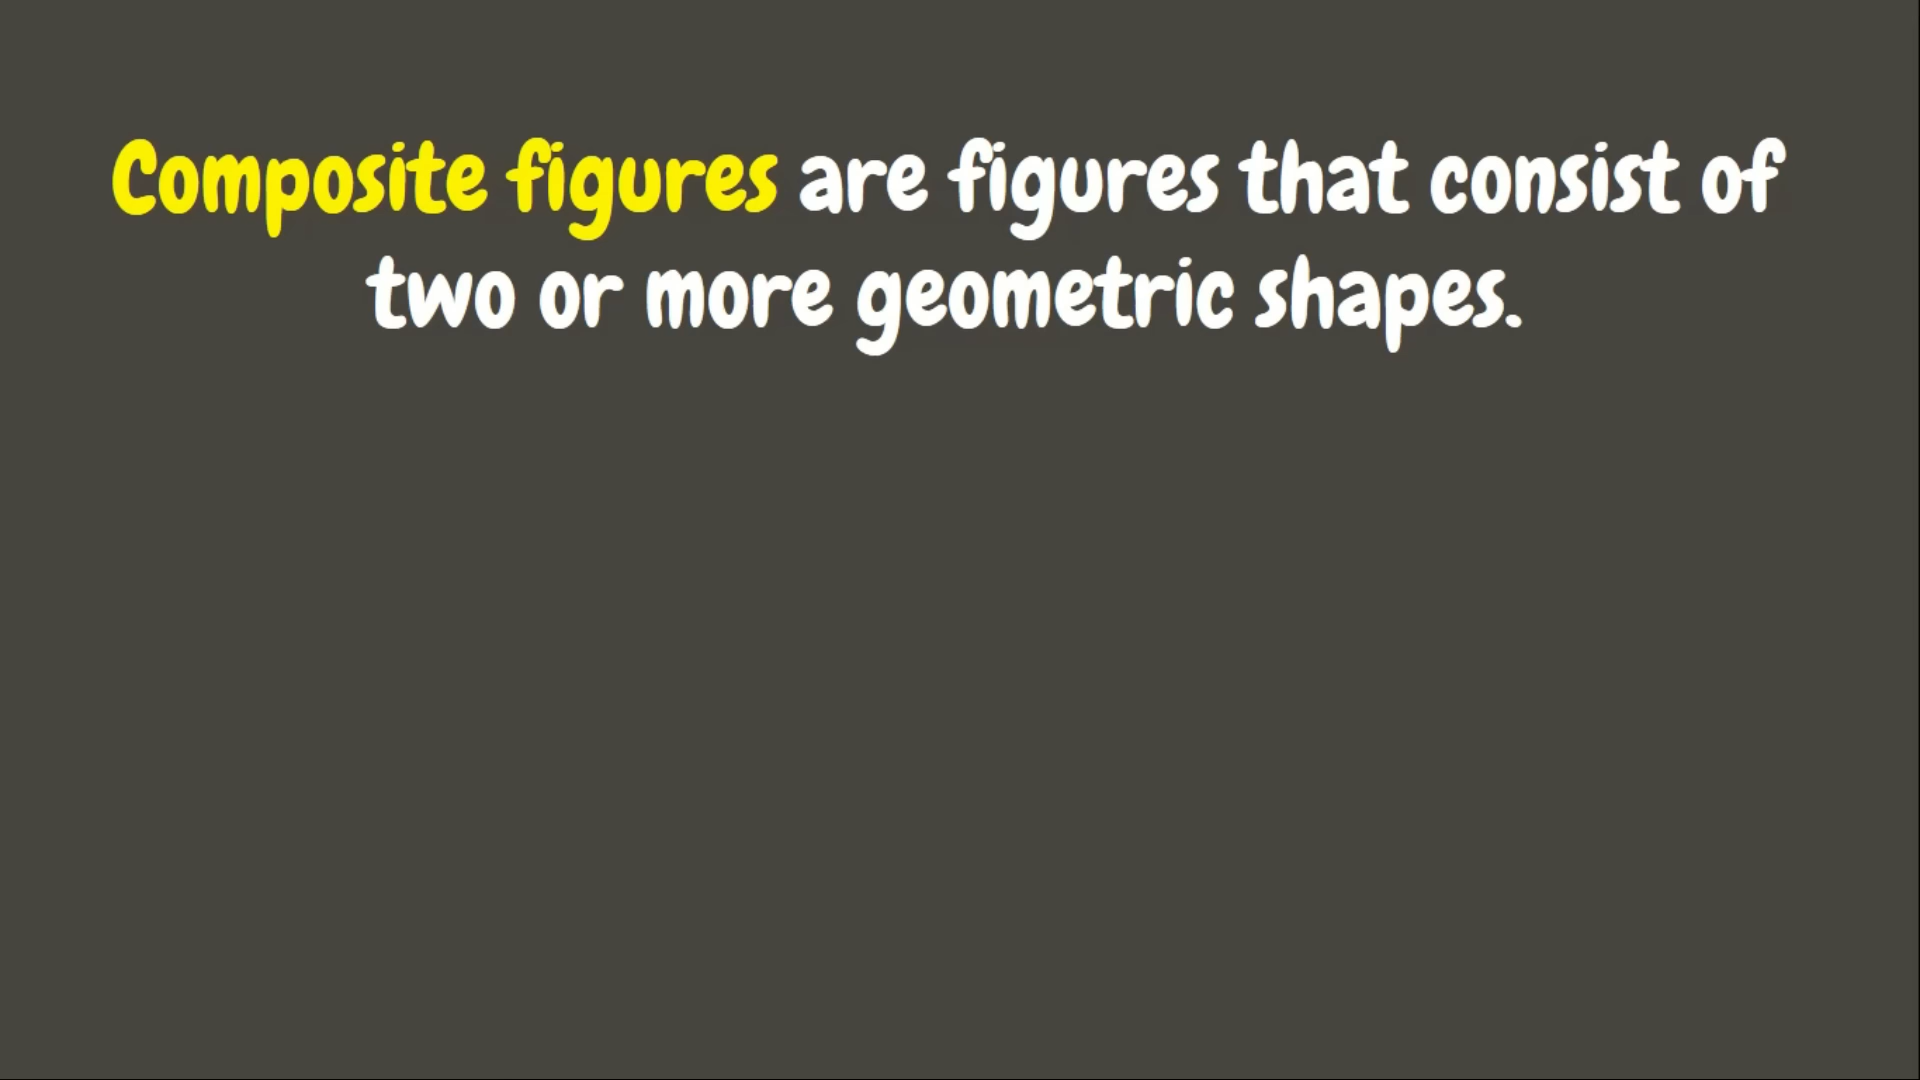 Composite figures are figures that consist of
two or more geometric shapes.